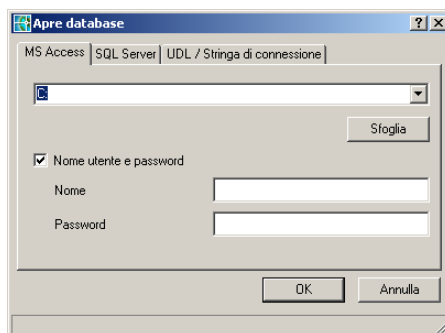 Apre database
MS Access SQL Server UDL / Stringa di connessione
C:
Sfoglia
Nome utente e password
Nome
Password
OK Annulla